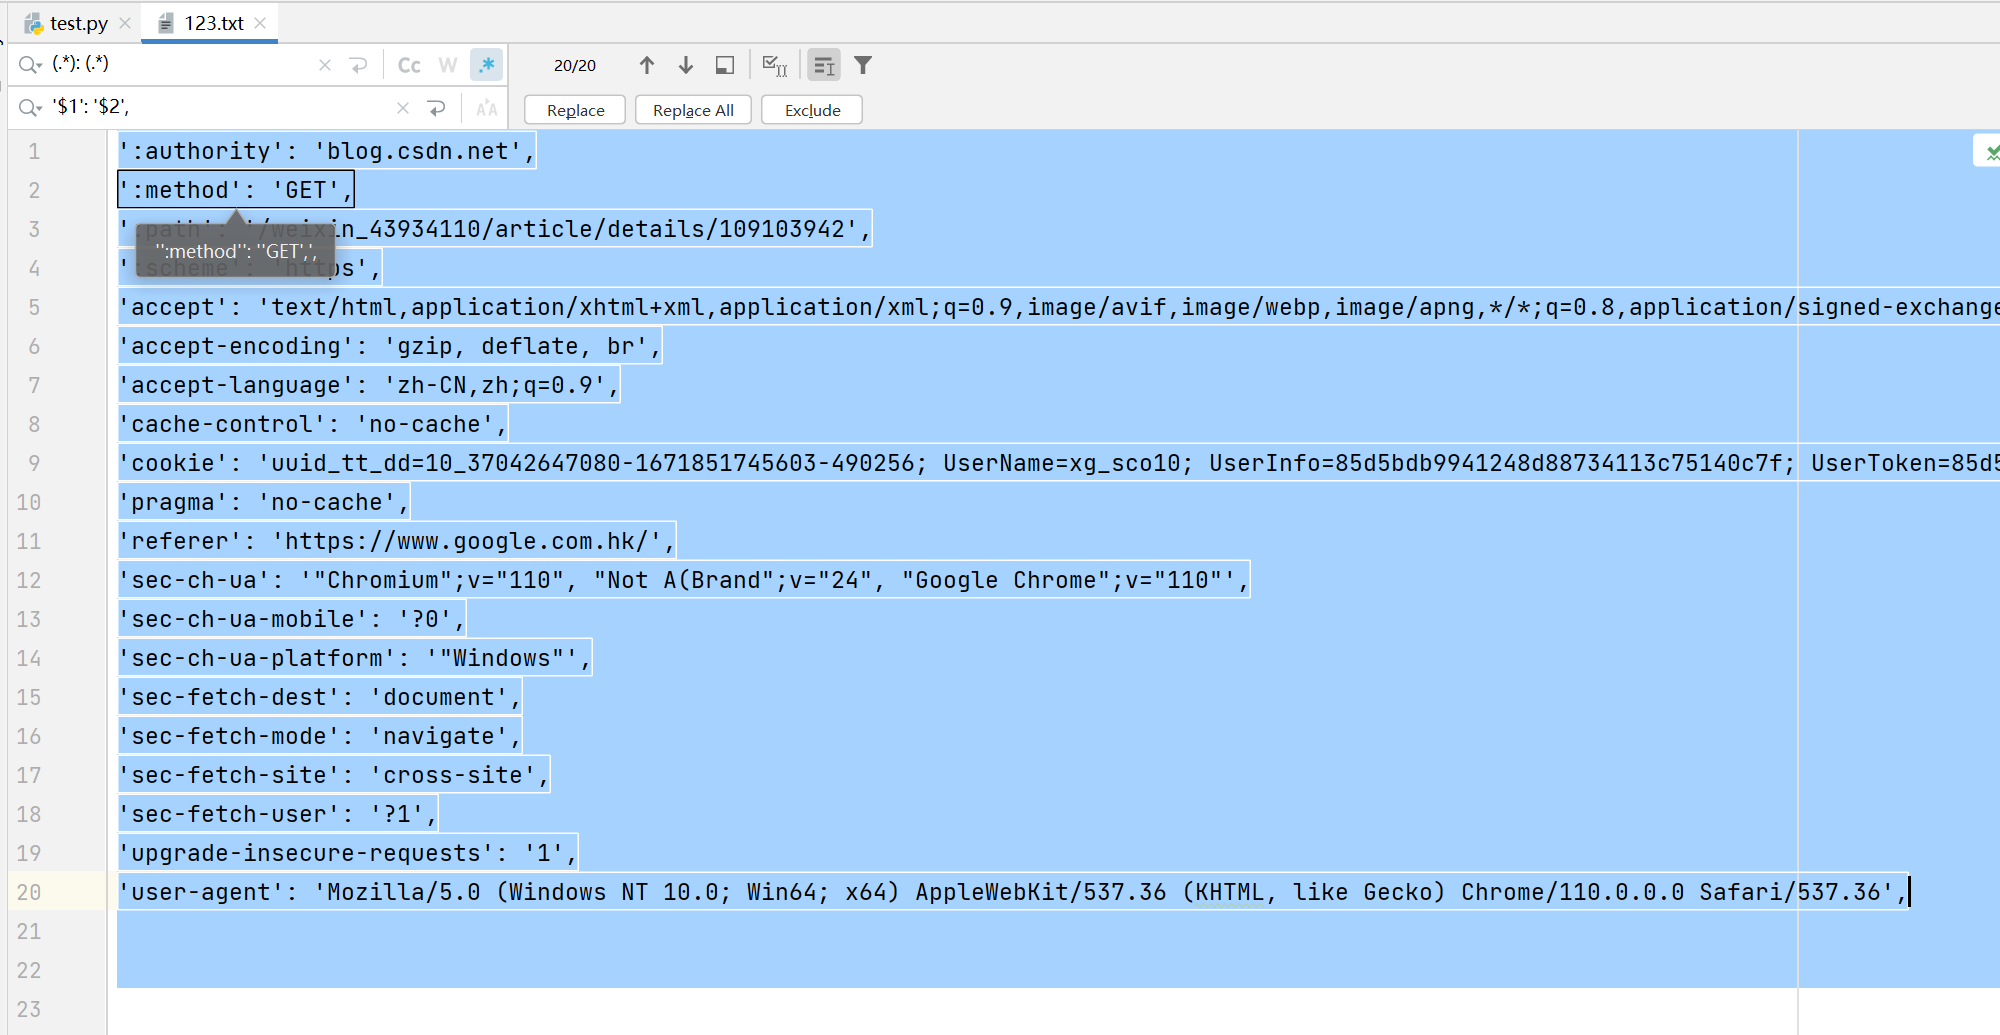 test.py
123.txt
(.*): (.*)
Cc
W
.*
20/20
'$1': '$2',
Replace
Replace All
Exclude
1 ':authority': 'blog.csdn.net',
2 ':method': 'GET',
3 ':path': '/weixin_43934110/article/details/109103942',
'':method'': ''GET',',
4 ':scheme': 'https',
5 'accept': 'text/html,application/xhtml+xml,application/xml;q=0.9,image/avif,image/webp,image/apng,*/*;q=0.8,application/signed-exchange
6 'accept-encoding': 'gzip, deflate, br',
7 'accept-language': 'zh-CN,zh;q=0.9',
8 'cache-control': 'no-cache',
9 'cookie': 'uuid_tt_dd=10_37042647080-1671851745603-490256; UserName=xg_sco10; UserInfo=85d5bdb9941248d88734113c75140c7f; UserToken=85d5
10 'pragma': 'no-cache',
11 'referer': 'https://www.google.com.hk/',
12 'sec-ch-ua': '"Chromium";v="110", "Not A(Brand";v="24", "Google Chrome";v="110"',
13 'sec-ch-ua-mobile': '?0',
14 'sec-ch-ua-platform': '"Windows"',
15 'sec-fetch-dest': 'document',
16 'sec-fetch-mode': 'navigate',
17 'sec-fetch-site': 'cross-site',
18 'sec-fetch-user': '?1',
19 'upgrade-insecure-requests': '1',
20 'user-agent': 'Mozilla/5.0 (Windows NT 10.0; Win64; x64) AppleWebKit/537.36 (KHTML, like Gecko) Chrome/110.0.0.0 Safari/537.36',
21
22
23